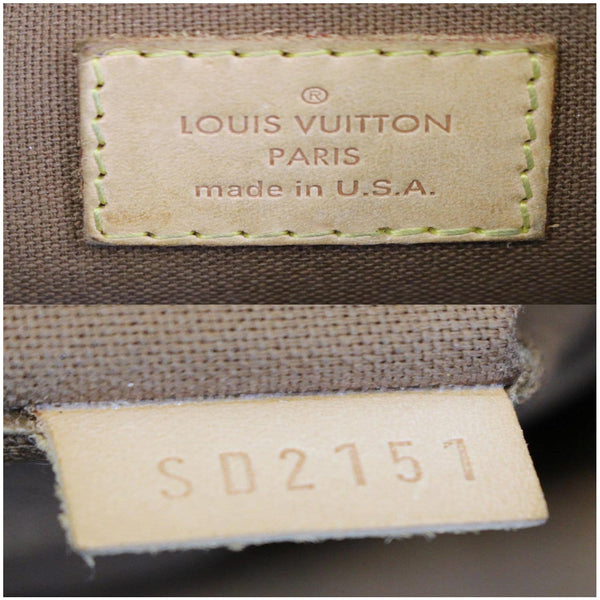 ®
LOUIS VUITTON
PARIS
made in U.S.A.
SD2151